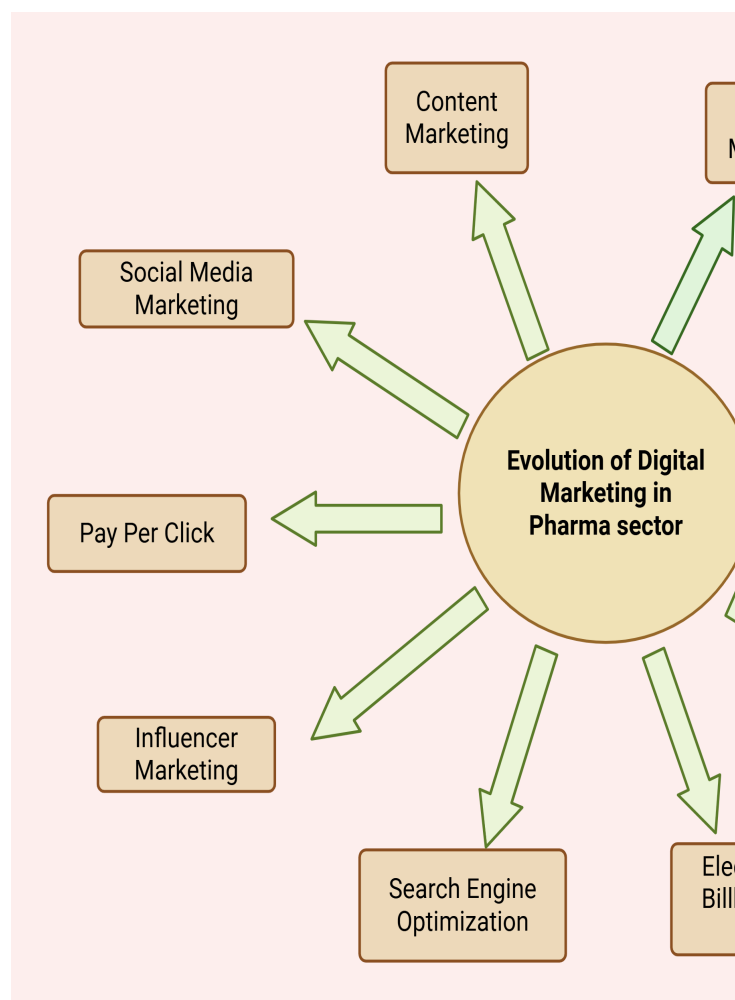 Content
Marketing
Social Media
Marketing
Evolution of Digital
Marketing in
Pharma sector
Pay Per Click
Influencer
Marketing
Search Engine
Optimization